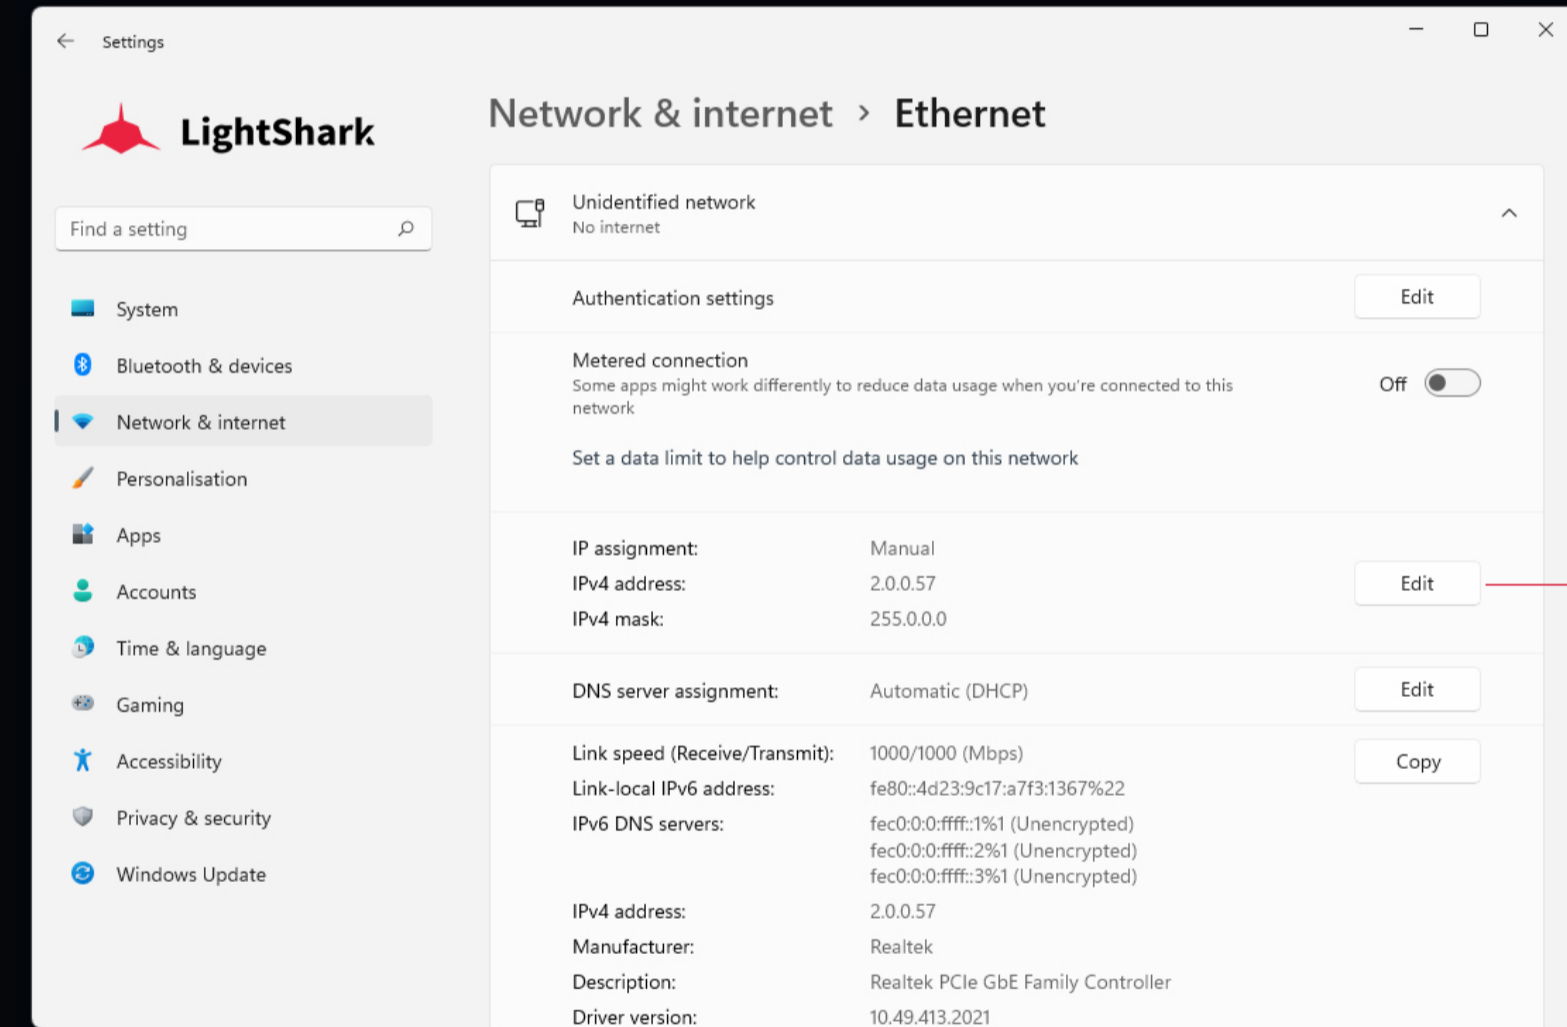 Settings
LightShark
Network & internet > Ethernet
Find a setting
System
Bluetooth & devices
Network & internet
Personalisation
Apps
Accounts
Time & language
Gaming
Accessibility
Privacy & security
Windows Update
Unidentified network
No internet
Authentication settings
Edit
Metered connection
Some apps might work differently to reduce data usage when you're connected to this
network
Off
Set a data limit to help control data usage on this network
IP assignment: Manual
IPv4 address: 2.0.0.57
Edit
IPv4 mask: 255.0.0.0
DNS server assignment: Automatic (DHCP)
Edit
Link speed (Receive/Transmit): 1000/1000 (Mbps)
Copy
Link-local IPv6 address: fe80::4d23:9c17:a7f3:1367%22
IPv6 DNS servers: fec0:0:0:ffff::1%1 (Unencrypted)
fec0:0:0:ffff::2%1 (Unencrypted)
fec0:0:0:ffff::3%1 (Unencrypted)
IPv4 address: 2.0.0.57
Manufacturer: Realtek
Description: Realtek PCIe GbE Family Controller
Driver version: 10.49.413.2021